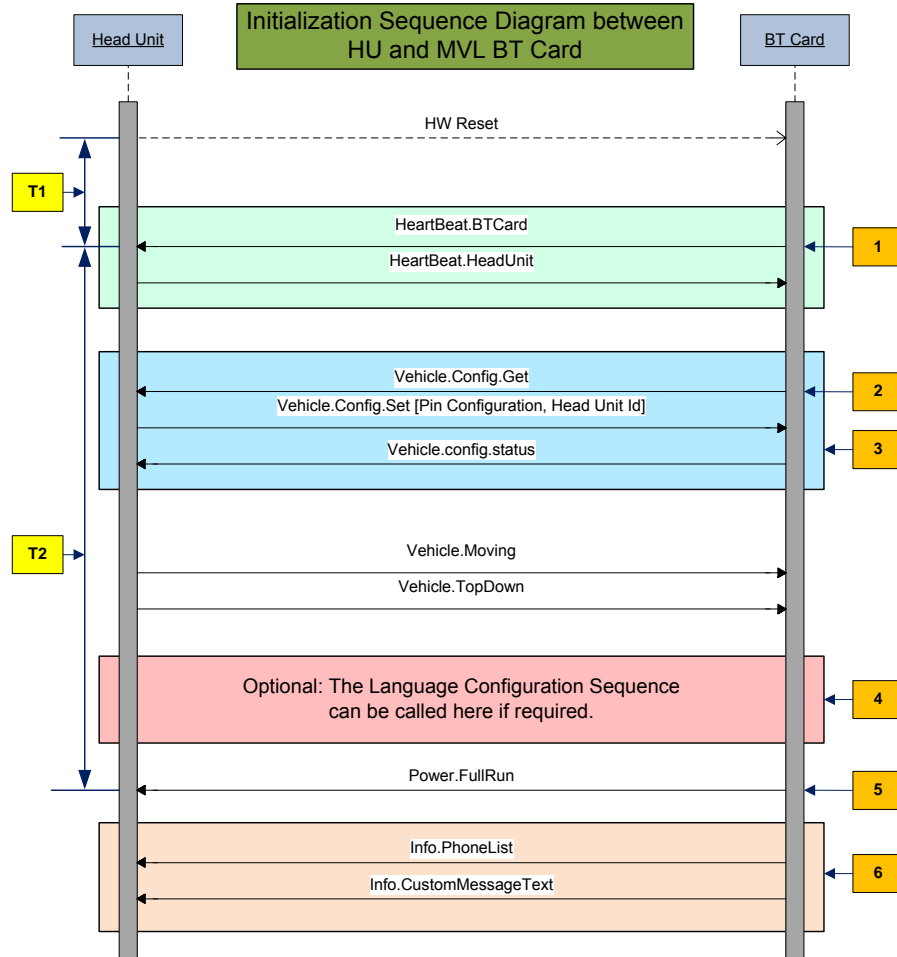 Initialization Sequence Diagram between
HU and MVL BT Card
Head Unit
BT Card
HW Reset
T1
HeartBeat.BTCard
1
HeartBeat.HeadUnit
Vehicle.Config.Get
2
Vehicle.Config.Set [Pin Configuration, Head Unit Id]
Vehicle.config.status
3
T2
Vehicle.Moving
Vehicle.TopDown
Optional: The Language Configuration Sequence
can be called here if required.
4
Power.FullRun
5
Info.PhoneList
6
Info.CustomMessageText